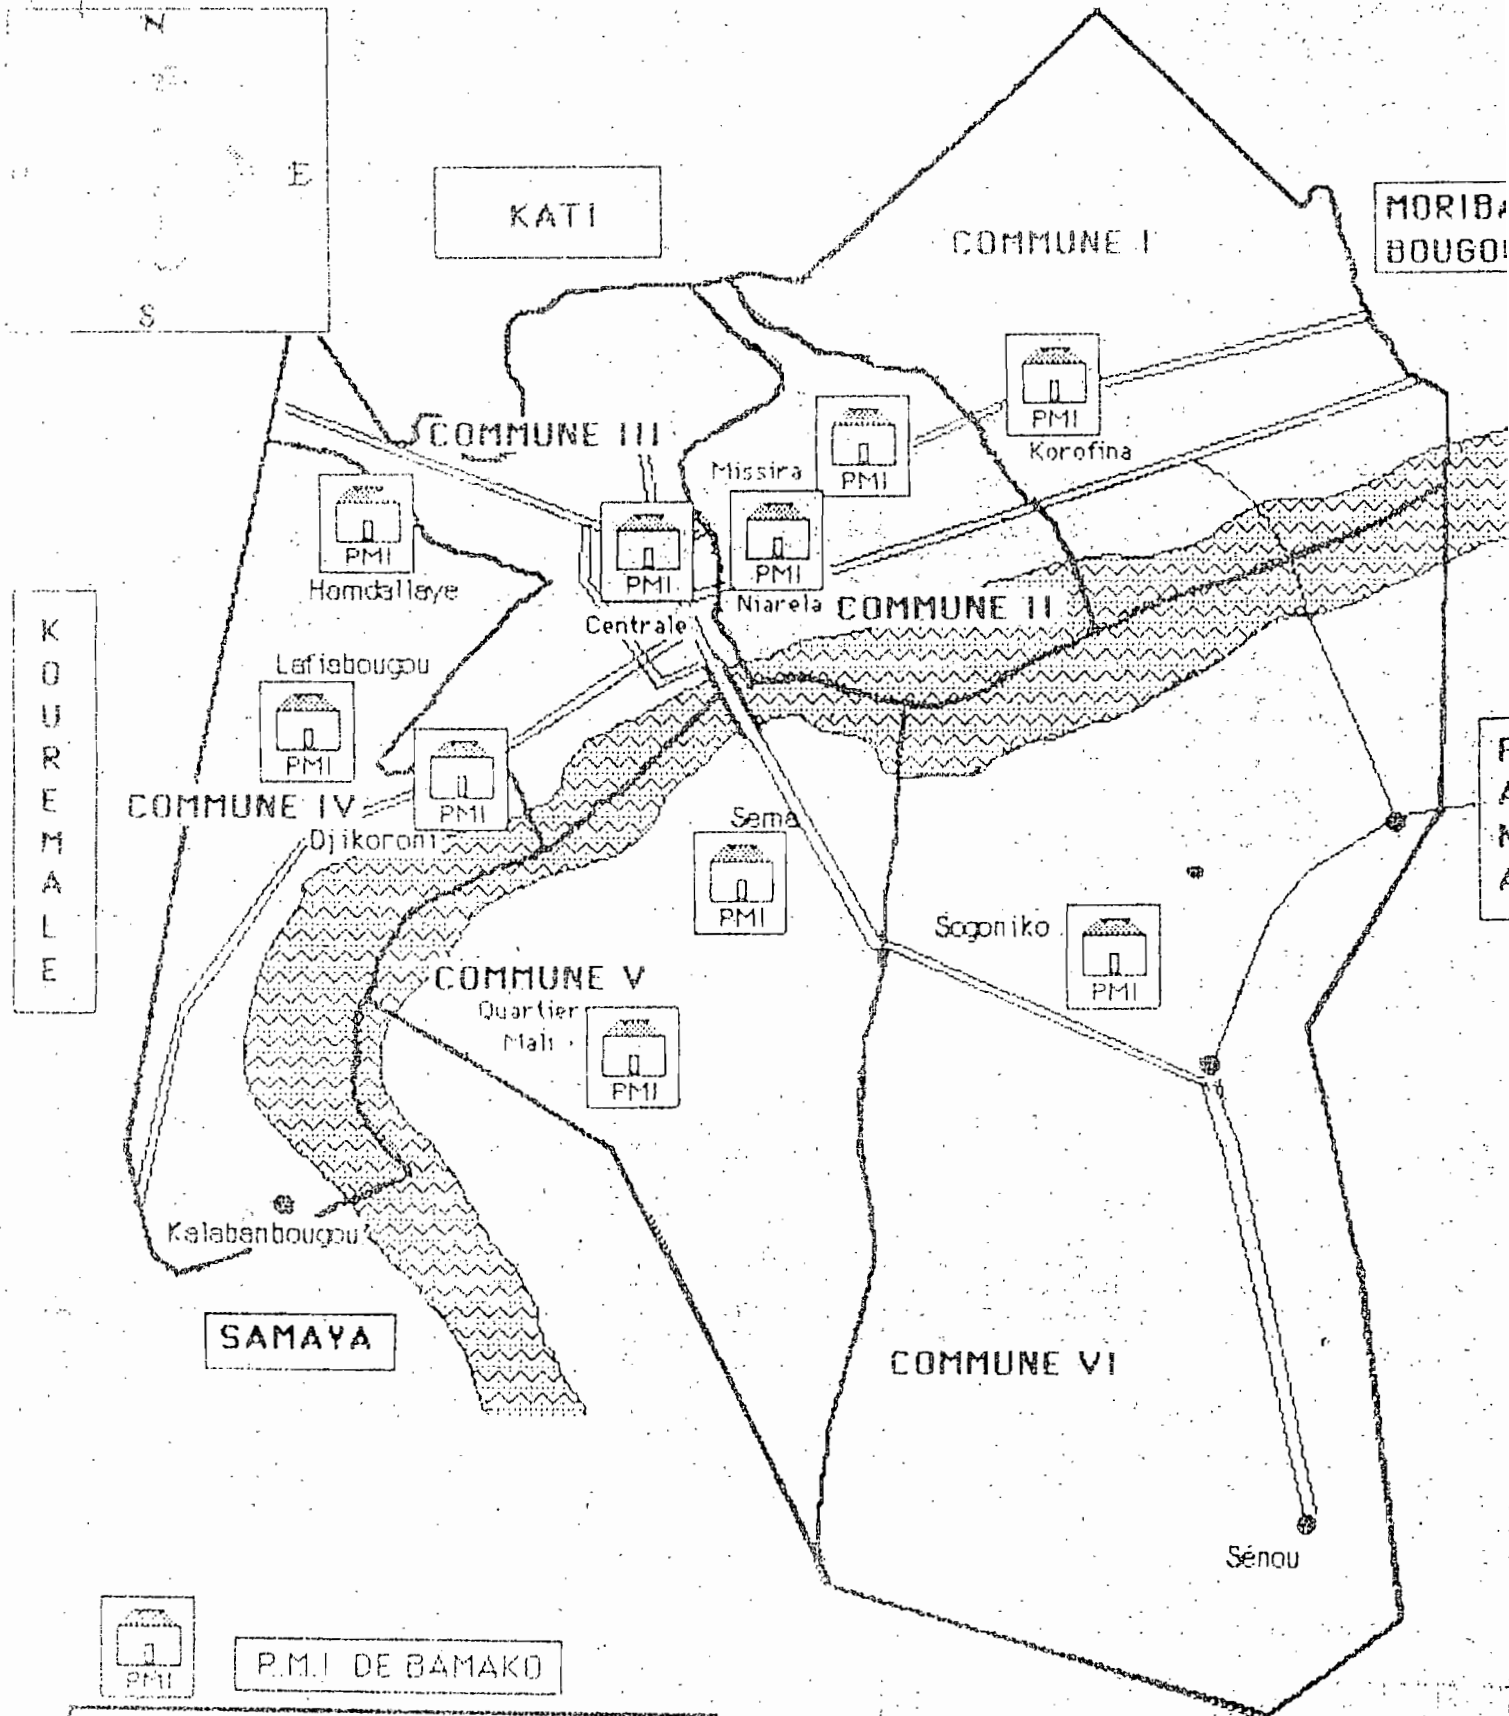 N
E
S
KATI
MORIBA
BOUGOU
COMMUNE I
PMI
Korofina
COMMUNE III
Missira
PMI
PMI
Hamdallaye
PMI
Centrale
PMI
Niarela
COMMUNE II
KOUREMALE
Lafiabougou
PMI
PMI
COMMUNE IV
Djikoroni
Sema
PMI
Sogoniko
PMI
COMMUNE V
Quartier
Mali
PMI
Kalabanbougou
SAMAYA
COMMUNE VI
Sénou
PMI
P.M.I DE BAMAKO